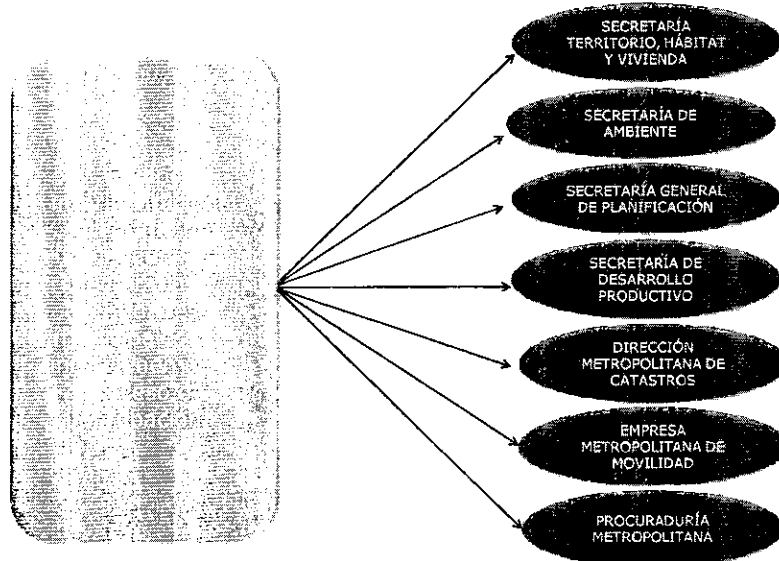 SECRETARÍA
TERRITORIO, HÁBITAT
Y VIVIENDA
SECRETARÍA DE
AMBIENTE
SECRETARÍA GENERAL
DE PLANIFICACIÓN
SECRETARÍA DE
DESARROLLO
PRODUCTIVO
DIRECCIÓN
METROPOLITANA DE
CATASTROS
EMPRESA
METROPOLITANA DE
MOVILIDAD
PROCURADURÍA
METROPOLITANA